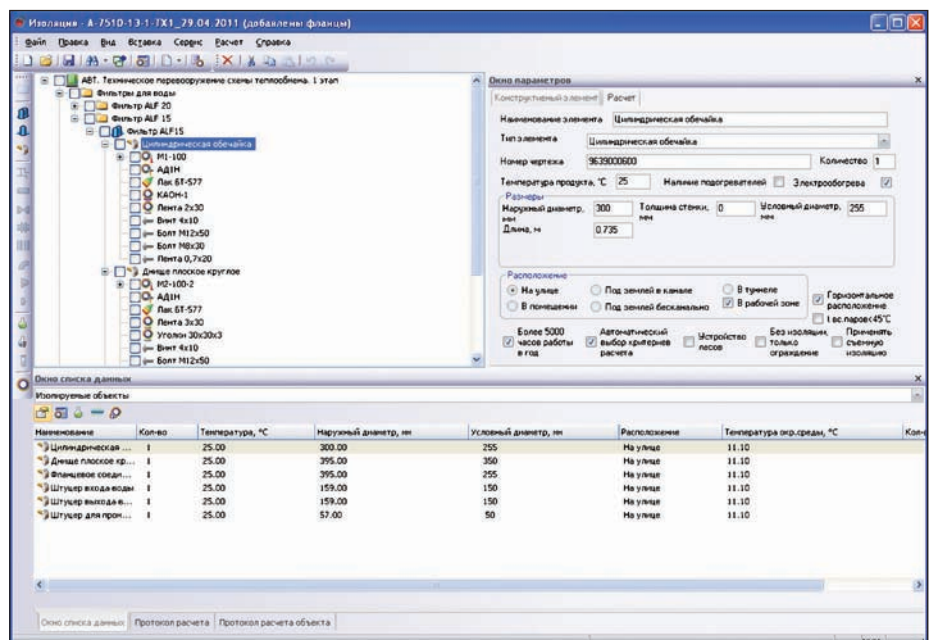 Изоляция - А-7510-13-1-ТХ1_29.04.2011 (добавлены фланцы)
Файл Правка Вид Вставка Сервис Расчет Справка
АВТ. Техническое перевооружение схемы теплообмена. 1 этап
Фильтры для воды
Фильтр ALF 20
Фильтр ALF 15
Фильтр ALF15
Цилиндрическая обечайка
М1-100
АД1Н
Лак БТ-577
КАОН-1
Лента 2x30
Винт 4x10
Болт М12x50
Болт М8x30
Лента 0,7x20
Днище плоское круглое
М2-100-2
АД1Н
Лак БТ-577
Лента 3x30
Уголок 30x30x3
Винт 4x10
Болт М12x50
Окно параметров
Конструктивный элемент Расчет
Наименование элемента Цилиндрическая обечайка
Тип элемента Цилиндрическая обечайка
Номер чертежа 9639000600 Количество 1
Температура продукта, °C 25 Наличие подогревателей Электрообогрева
Размеры
Наружный диаметр, мм 300 Толщина стенки, мм 0 Условный диаметр, мм 255
Длина, м 0.735
Расположение
На улице Под землей в канале В туннеле
В помещении Под землей бесканально В рабочей зоне
Горизонтальное расположение
t вс.паров<45°C
Более 5000 часов работы в год
Автоматический выбор критериев расчета
Устройство лесов
Без изоляции, только ограждение
Применять съемную изоляцию
Окно списка данных
Изолируемые объекты
Наименование Кол-во Температура, °C Наружный диаметр, мм Условный диаметр, мм Расположение Температура окр.среды, °C
Цилиндрическая ... 1 25.00 300.00 255 На улице 11.10
Днище плоское кр... 1 25.00 395.00 350 На улице 11.10
Фланцевое соеди... 1 25.00 395.00 255 На улице 11.10
Штуцер входа воды 1 25.00 159.00 150 На улице 11.10
Штуцер выхода в... 1 25.00 159.00 150 На улице 11.10
Штуцер для пром... 1 25.00 57.00 50 На улице 11.10
Окно списка данных Протокол расчета Протокол расчета объекта